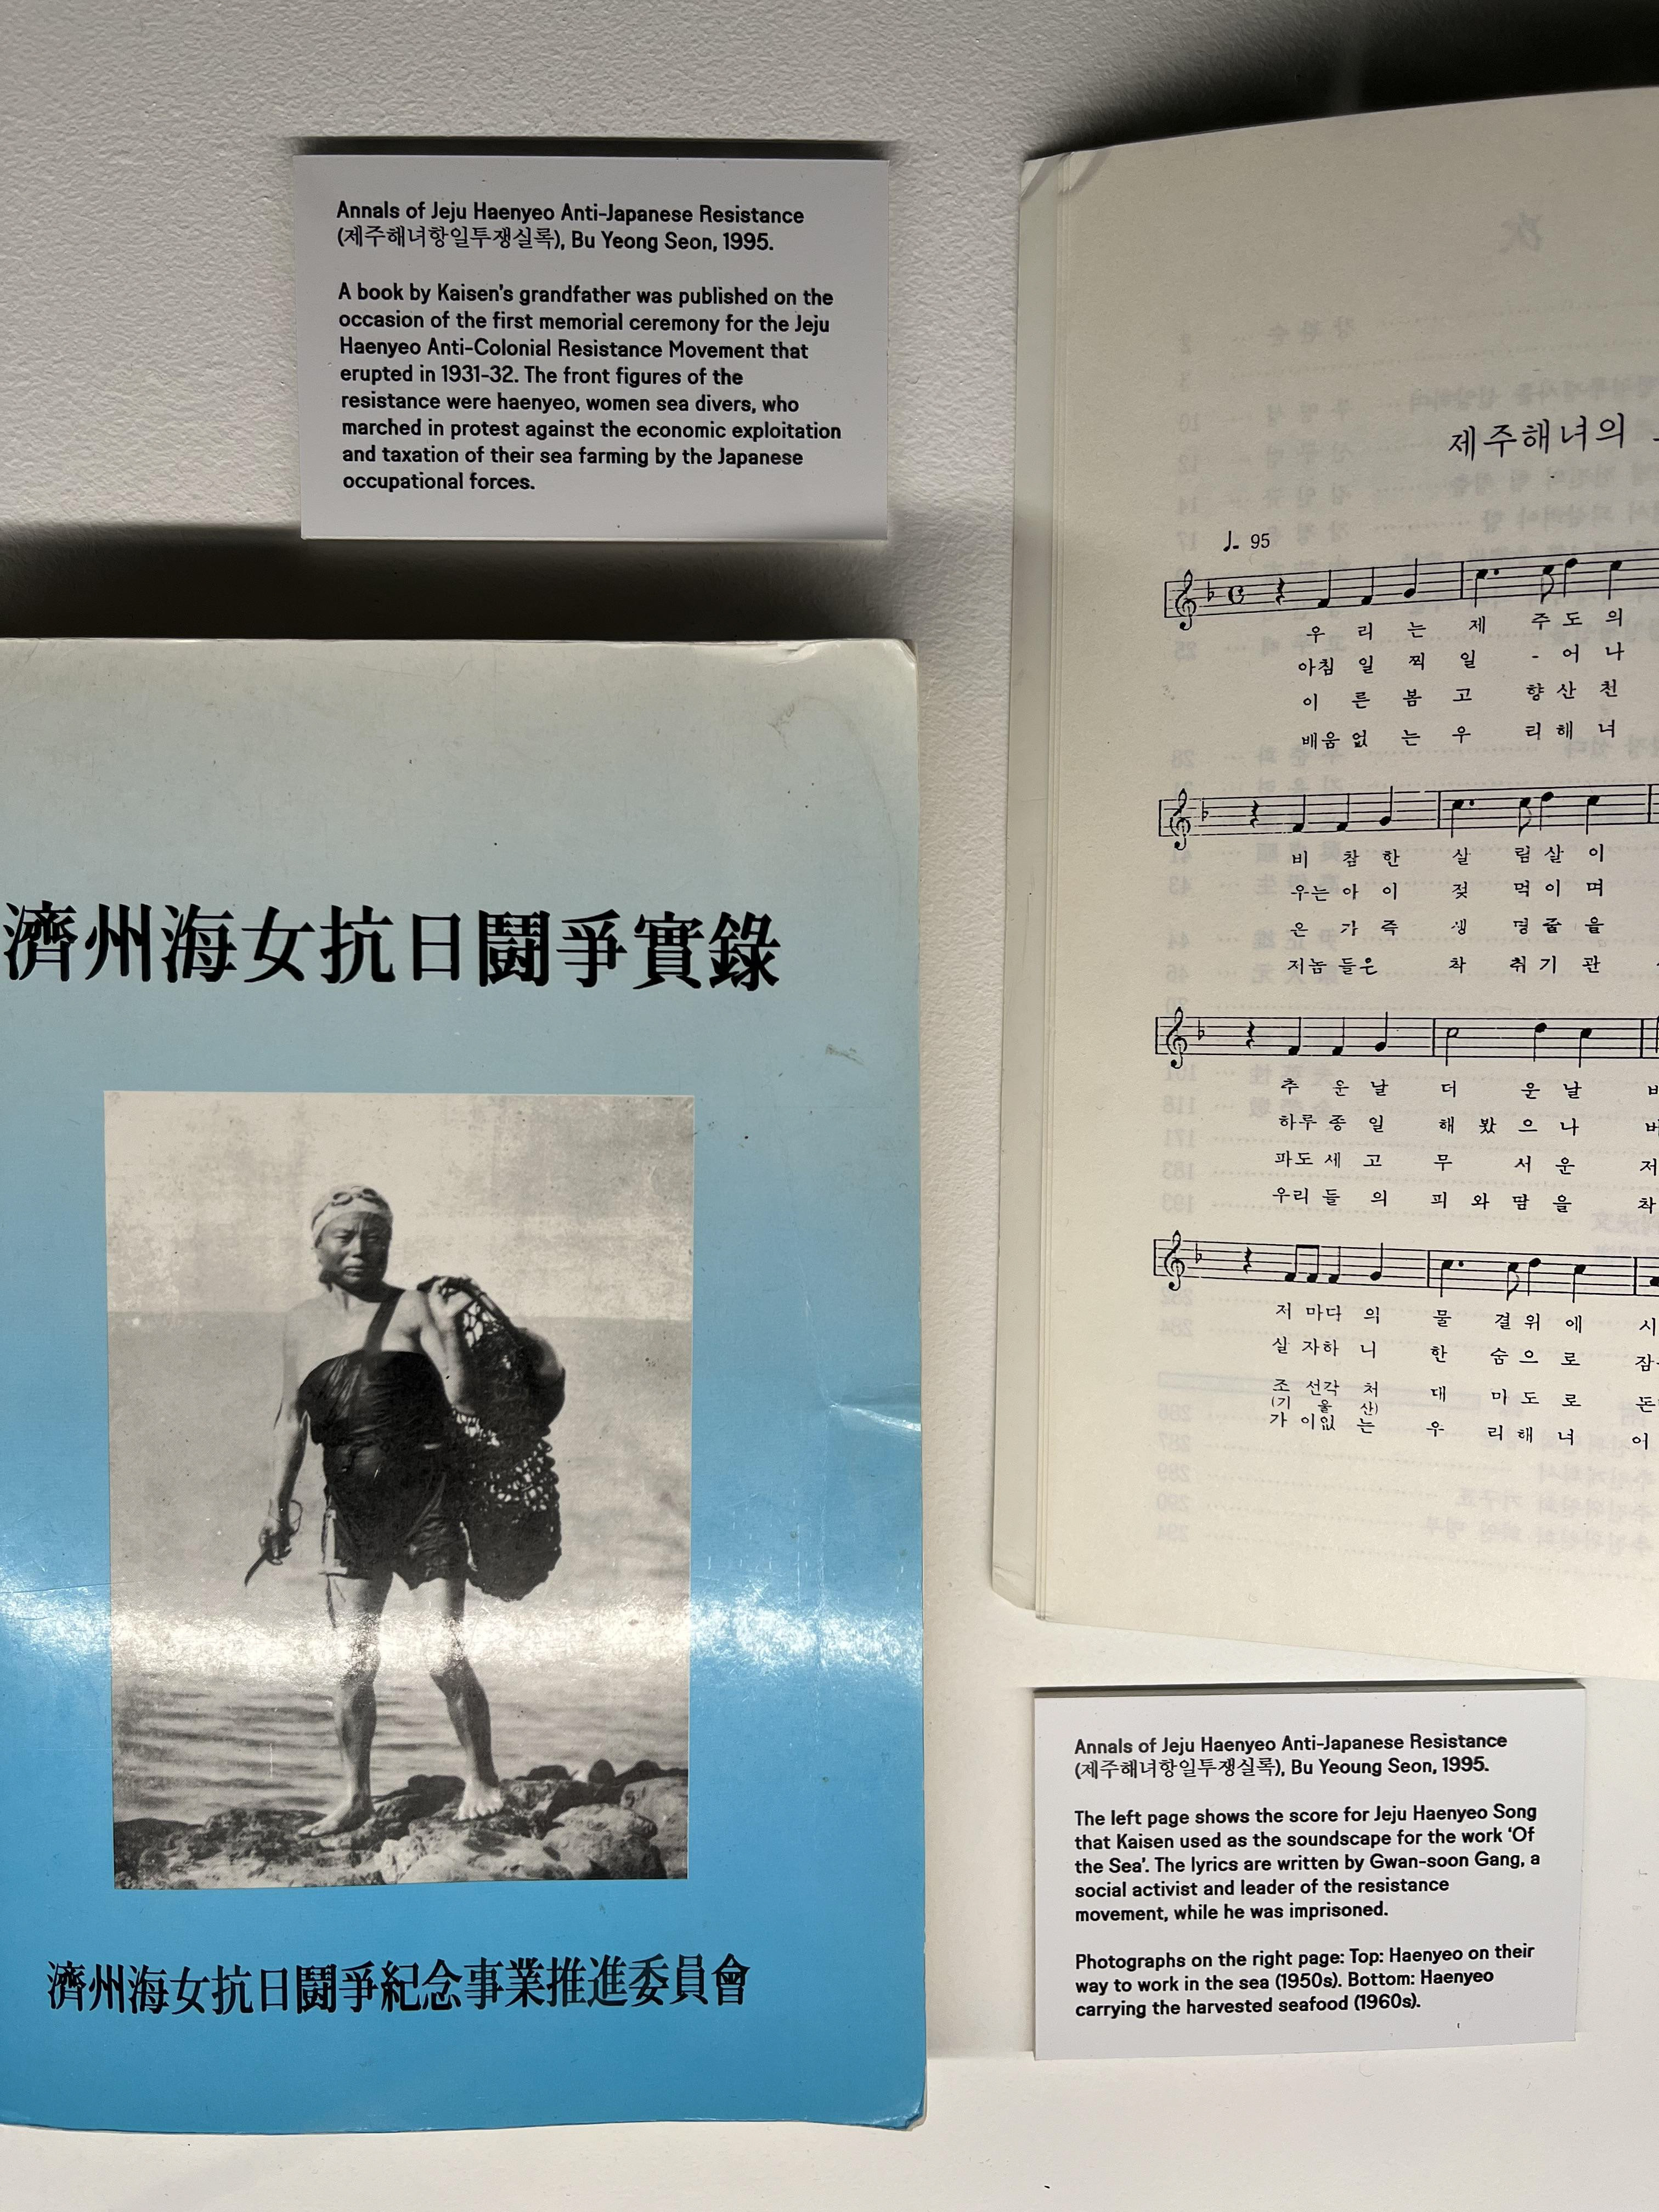 Annals of Jeju Haenyeo Anti-Japanese Resistance
(제주해녀항일투쟁실록), Bu Yeong Seon, 1995.
A book by Kaisen's grandfather was published on the
occasion of the first memorial ceremony for the Jeju
Haenyeo Anti-Colonial Resistance Movement that
erupted in 1931-32. The front figures of the
resistance were haenyeo, women sea divers, who
marched in protest against the economic exploitation
and taxation of their sea farming by the Japanese
occupational forces.
濟州海女抗日鬪爭實錄
濟州海女抗日鬪爭紀念事業推進委員會
제주해녀의
95
우 리 는 제 주 도 의
아침 일 찍 일 - 어 나
이 른 봄 고 향 산 천
배움 없 는 우 리 해 녀
비 참 한 살 림 살 이
우는 아 이 젖 먹 이 며
은 가 족 생 명 줄 을
저놈 들은 착 취 기 관
추 운 날 더 운 날
하루 종 일 해 봤 으 나
파도 세 고 무 서 운 저
우리 들 의 피 와 땀 을 착
저 마다 의 물 결 위 에 시
실 자하 니 한 숨 으 로 잠
조 선각 처 대 마 도 로 돈
(기 울 산)
가 이없 는 우 리 해 녀 어
Annals of Jeju Haenyeo Anti-Japanese Resistance
(제주해녀항일투쟁실록), Bu Yeoung Seon, 1995.
The left page shows the score for Jeju Haenyeo Song
that Kaisen used as the soundscape for the work ‘Of
the Sea’. The lyrics are written by Gwan-soon Gang, a
social activist and leader of the resistance
movement, while he was imprisoned.
Photographs on the right page: Top: Haenyeo on their
way to work in the sea (1950s). Bottom: Haenyeo
carrying the harvested seafood (1960s).